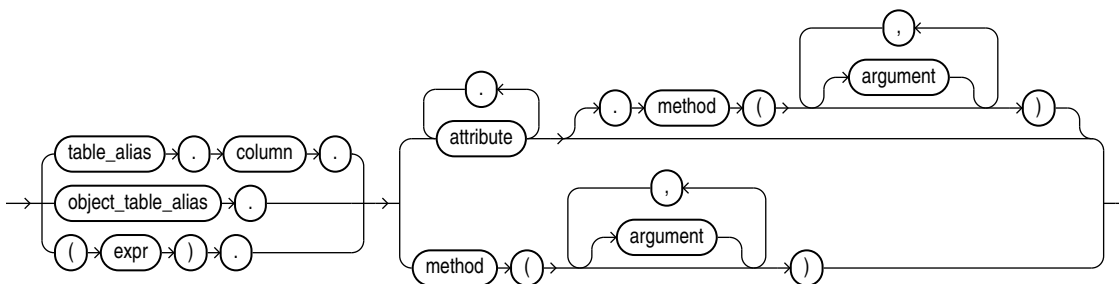 ,
argument
.
. method ( )
attribute
table_alias . column .
object_table_alias .
,
argument
( expr ) .
method ( )